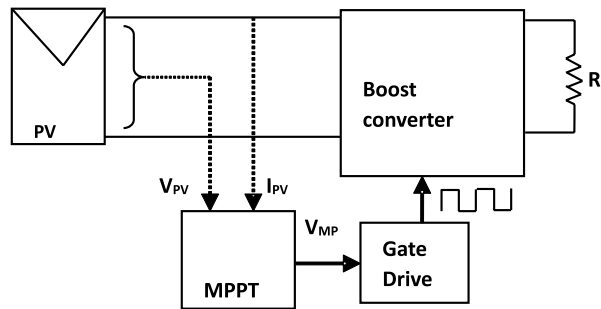 PV
Boost
converter
R
VPV
IPV
VMP
MPPT
Gate
Drive